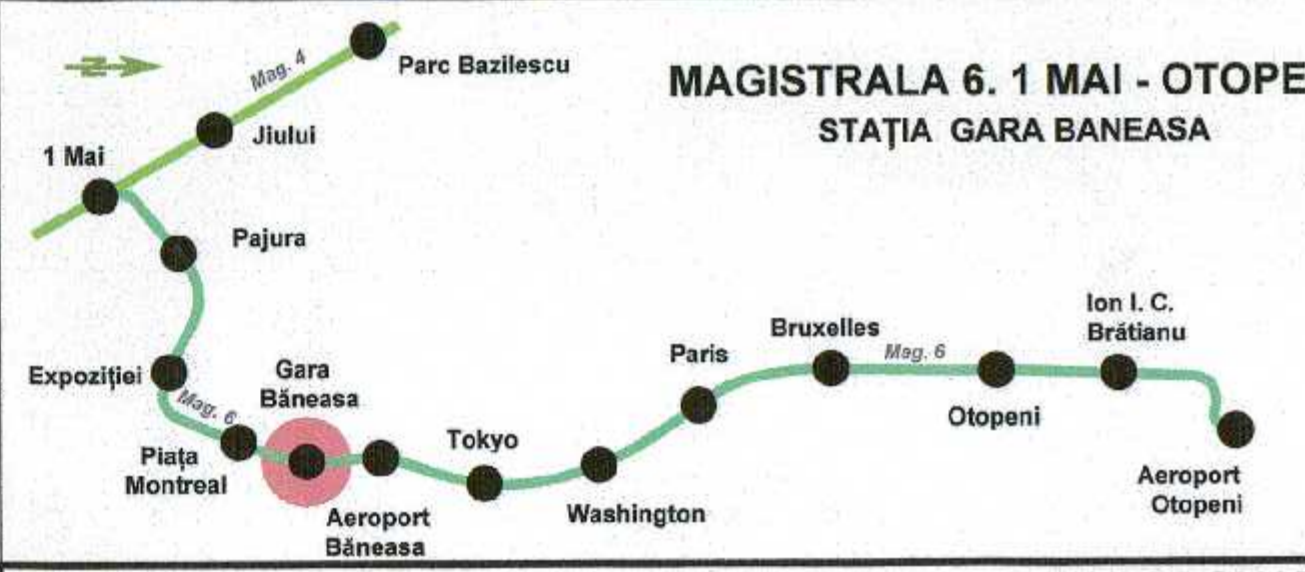 MAGISTRALA 6. 1 MAI - OTOPE
STAȚIA GARA BANEASA
N
Mag. 4
Parc Bazilescu
Jiului
1 Mai
Pajura
Expoziției
Mag. 6
Piața
Montreal
Gara
Băneasa
Aeroport
Băneasa
Tokyo
Washington
Paris
Bruxelles
Mag. 6
Otopeni
Ion I. C.
Brătianu
Aeroport
Otopeni